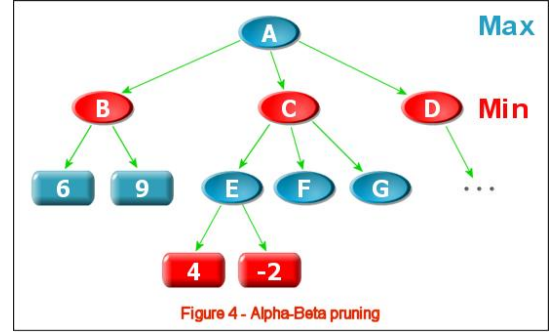 A Max
B C D Min
6 9 E F G ...
4 -2
Figure 4 - Alpha-Beta pruning